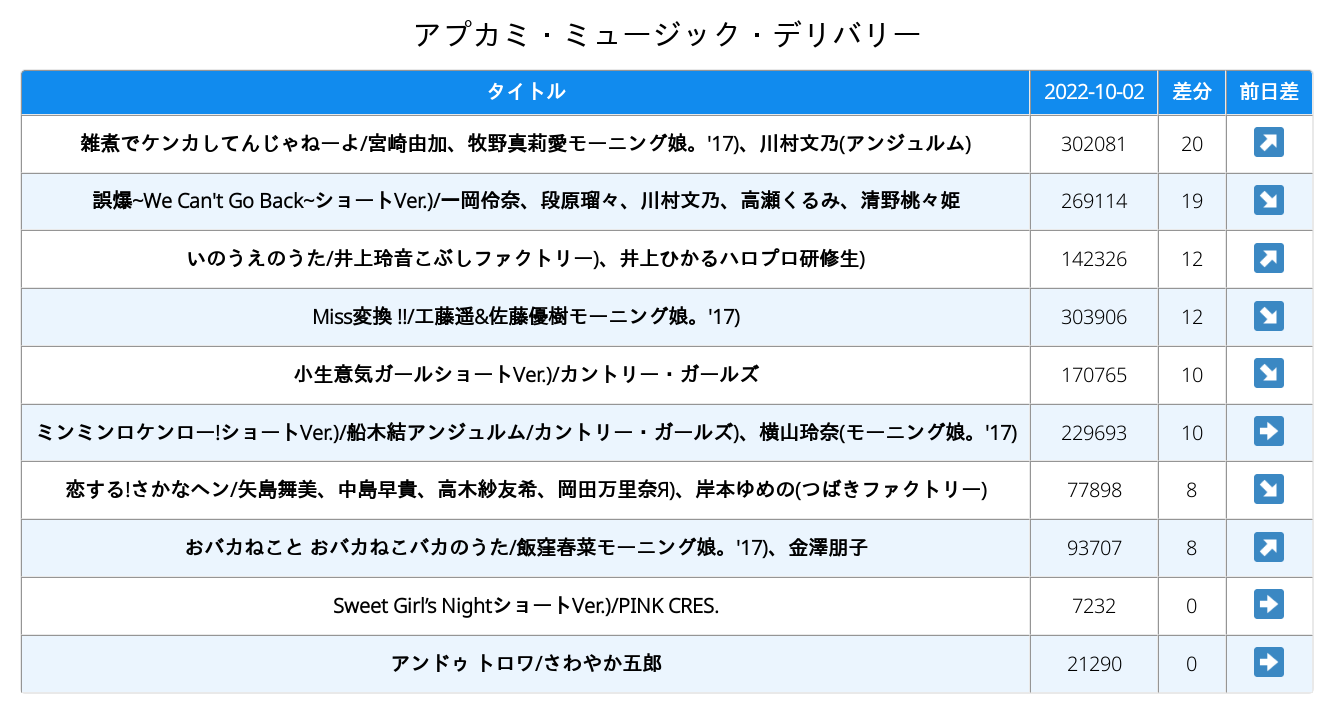 アプカミ・ミュージック・デリバリー
タイトル 2022-10-02 差分 前日差
雑煮でケンカしてんじゃねーよ/宮崎由加、牧野真莉愛モーニング娘。'17)、川村文乃(アンジュルム) 302081 20 ↗
誤爆~We Can't Go Back~ショートVer.)/一岡伶奈、段原瑠々、川村文乃、高瀬くるみ、清野桃々姫 269114 19 ↘
いのうえのうた/井上玲音こぶしファクトリー)、井上ひかるハロプロ研修生) 142326 12 ↗
Miss変換 !!/工藤遥&佐藤優樹モーニング娘。'17) 303906 12 ↘
小生意気ガールショートVer.)/カントリー・ガールズ 170765 10 ↘
ミンミンロケンロー!ショートVer.)/船木結アンジュルム/カントリー・ガールズ)、横山玲奈(モーニング娘。'17) 229693 10 ➡
恋する!さかなヘン/矢島舞美、中島早貴、高木紗友希、岡田万里奈Я)、岸本ゆめの(つばきファクトリー) 77898 8 ↘
おバカねこと おバカねこバカのうた/飯窪春菜モーニング娘。'17)、金澤朋子 93707 8 ↗
Sweet Girl’s NightショートVer.)/PINK CRES. 7232 0 ➡
アンドゥ トロワ/さわやか五郎 21290 0 ➡